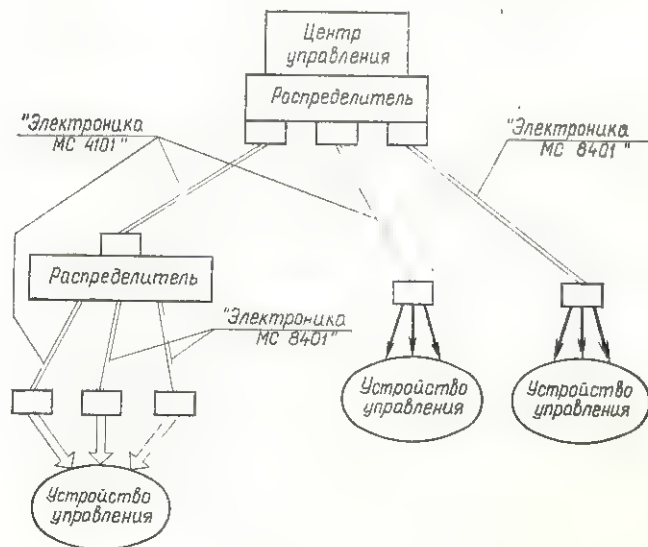 Центр
управления
Распределитель
"Электроника
МС 4101"
"Электроника
МС 8401"
Распределитель
"Электроника
МС 8401"
Устройство
управления
Устройство
управления
Устройство
управления